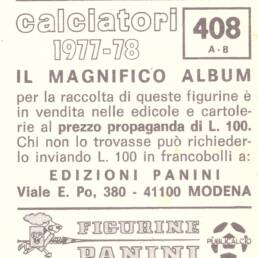 calciatori
1977-78
408
A-B
IL MAGNIFICO ALBUM
per la raccolta di queste figurine è
in vendita nelle edicole e cartole-
rie al prezzo propaganda di L. 100.
Chi non lo trovasse può richieder-
lo inviando L. 100 in francobolli a:
EDIZIONI PANINI
Viale E. Po, 380 - 41100 MODENA
FIGURINE
PANINI
PUBLICALCIO